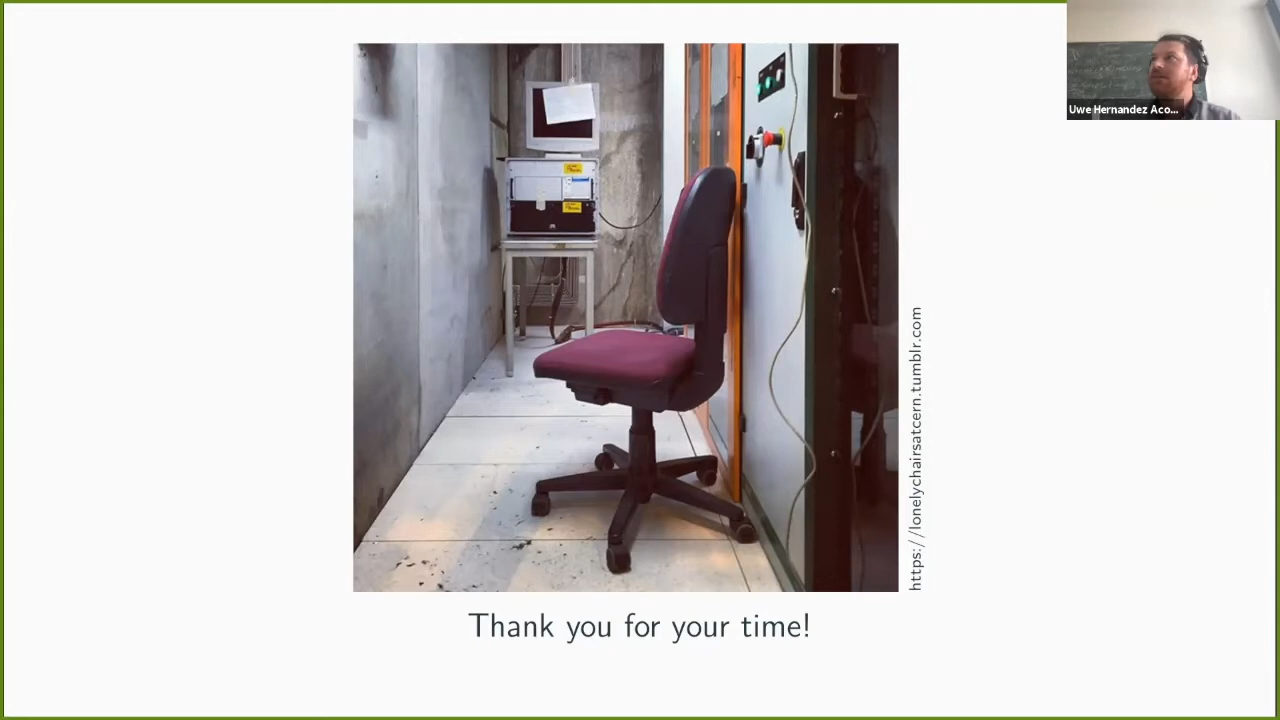 Uwe Hernandez Aco...
https://lonelychairsatcern.tumblr.com
Thank you for your time!